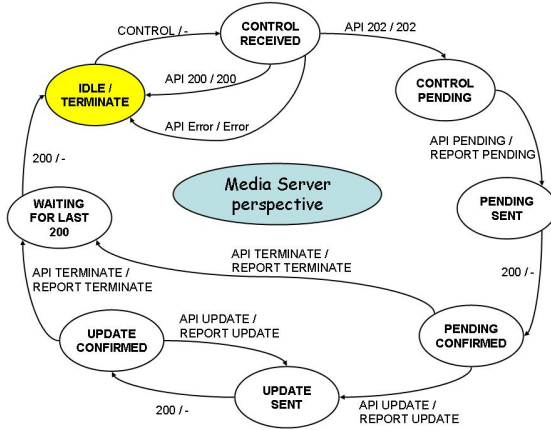 CONTROL / -
CONTROL
RECEIVED
API 202 / 202
IDLE /
TERMINATE
API 200 / 200
CONTROL
PENDING
API Error / Error
API PENDING /
REPORT PENDING
200 / -
Media Server
perspective
WAITING
FOR LAST
200
PENDING
SENT
API TERMINATE /
REPORT TERMINATE
API TERMINATE /
REPORT TERMINATE
200 / -
UPDATE
CONFIRMED
API UPDATE /
REPORT UPDATE
PENDING
CONFIRMED
UPDATE
SENT
200 / -
API UPDATE /
REPORT UPDATE